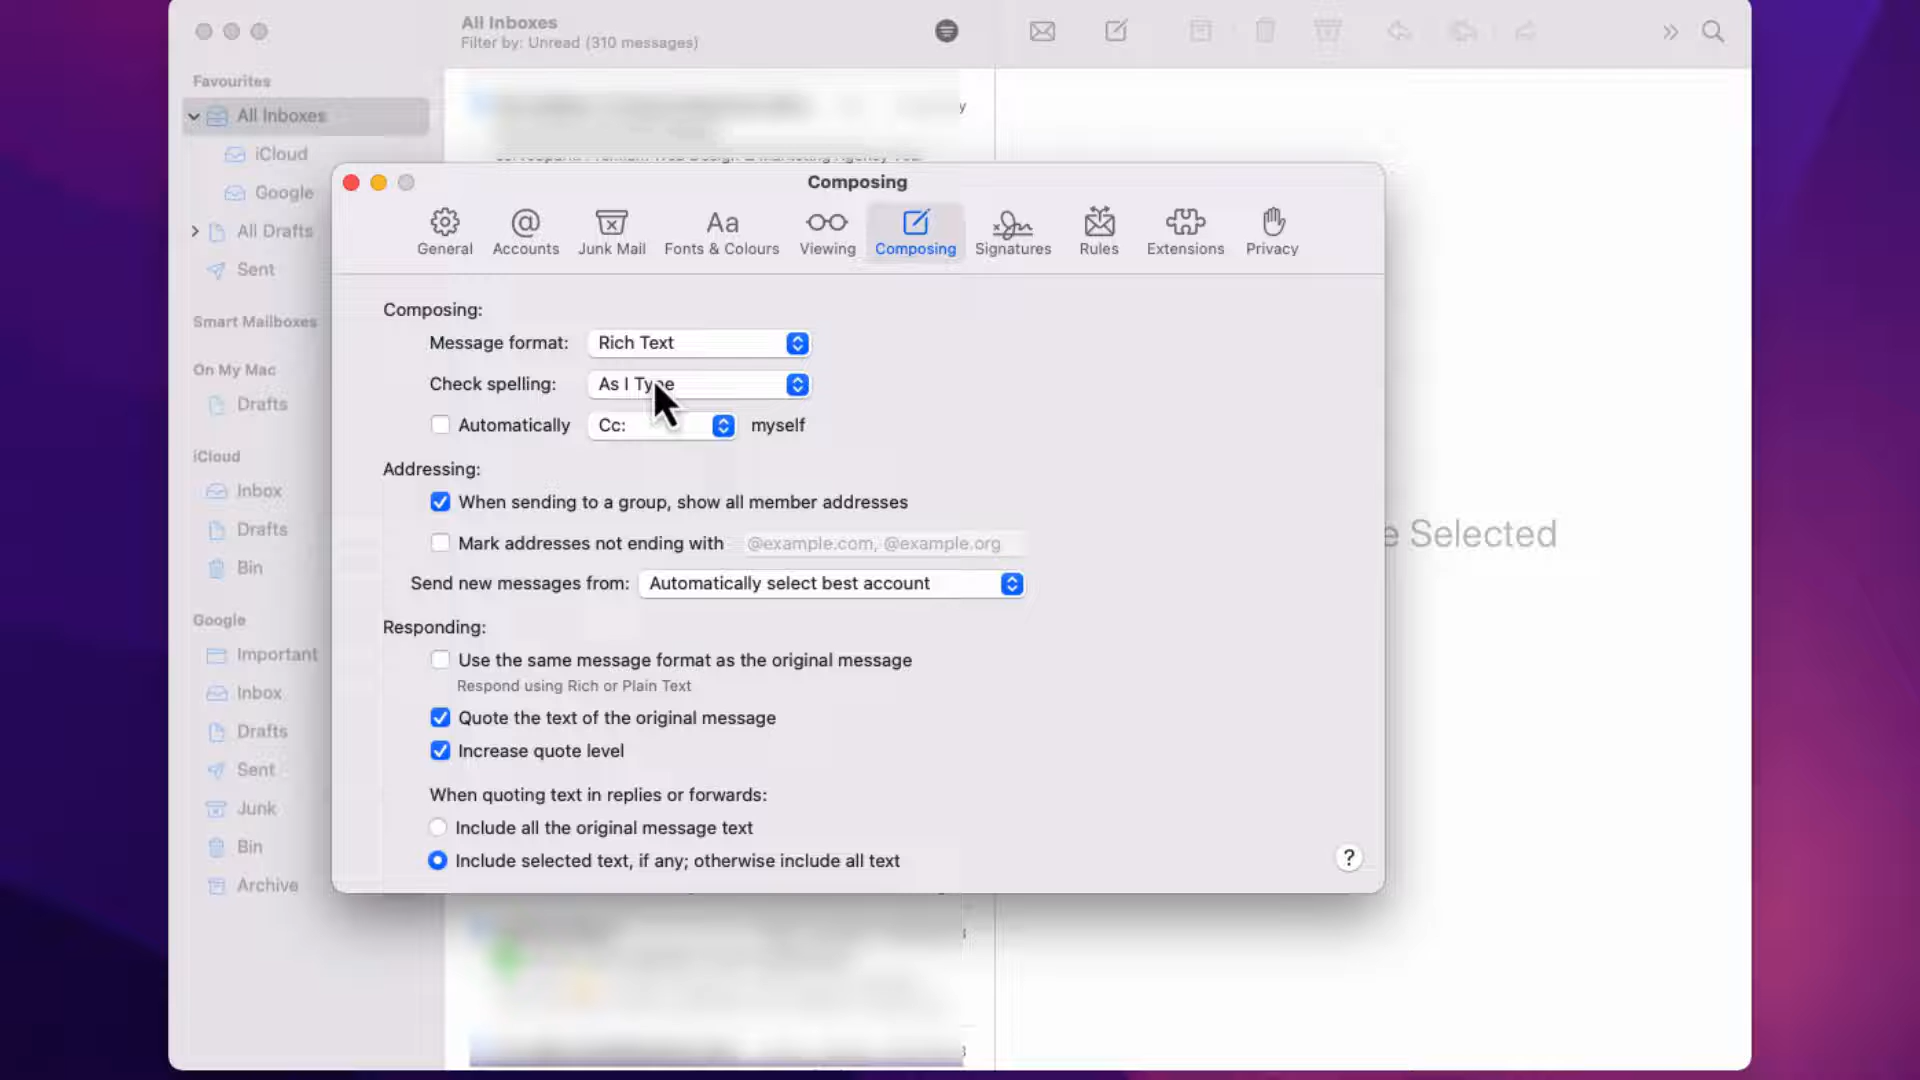 All Inboxes
Filter by: Unread (310 messages)
Favourites
All Inboxes
iCloud
Google
All Drafts
Sent
Smart Mailboxes
On My Mac
Drafts
iCloud
Inbox
Drafts
Bin
Google
Important
Inbox
Drafts
Sent
Junk
Bin
Archive
y
Composing
General
Accounts
Junk Mail
Aa
Fonts & Colours
Viewing
Composing
Signatures
Rules
Extensions
Privacy
Composing:
Message format: Rich Text
Check spelling: As I Type
Automatically Cc: myself
Addressing:
When sending to a group, show all member addresses
Mark addresses not ending with @example.com, @example.org
Send new messages from: Automatically select best account
Responding:
Use the same message format as the original message
Respond using Rich or Plain Text
Quote the text of the original message
Increase quote level
When quoting text in replies or forwards:
Include all the original message text
Include selected text, if any; otherwise include all text
?
e Selected